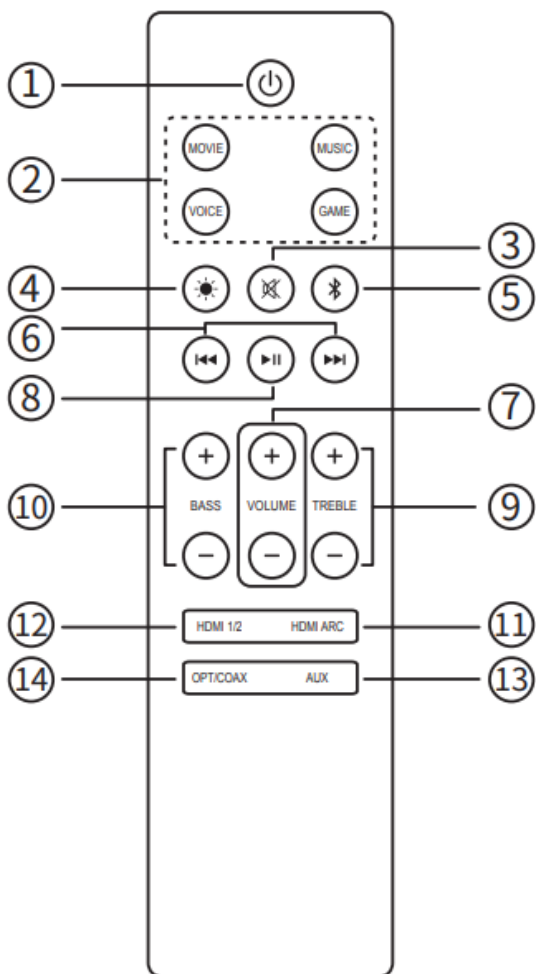 ①
MOVIE MUSIC
②
VOICE GAME
③
④
⑤
⑥
⑧
⑦
+ + +
⑩ BASS VOLUME TREBLE ⑨
− − −
⑫ HDMI 1/2 HDMI ARC ⑪
⑭ OPT/COAX AUX ⑬